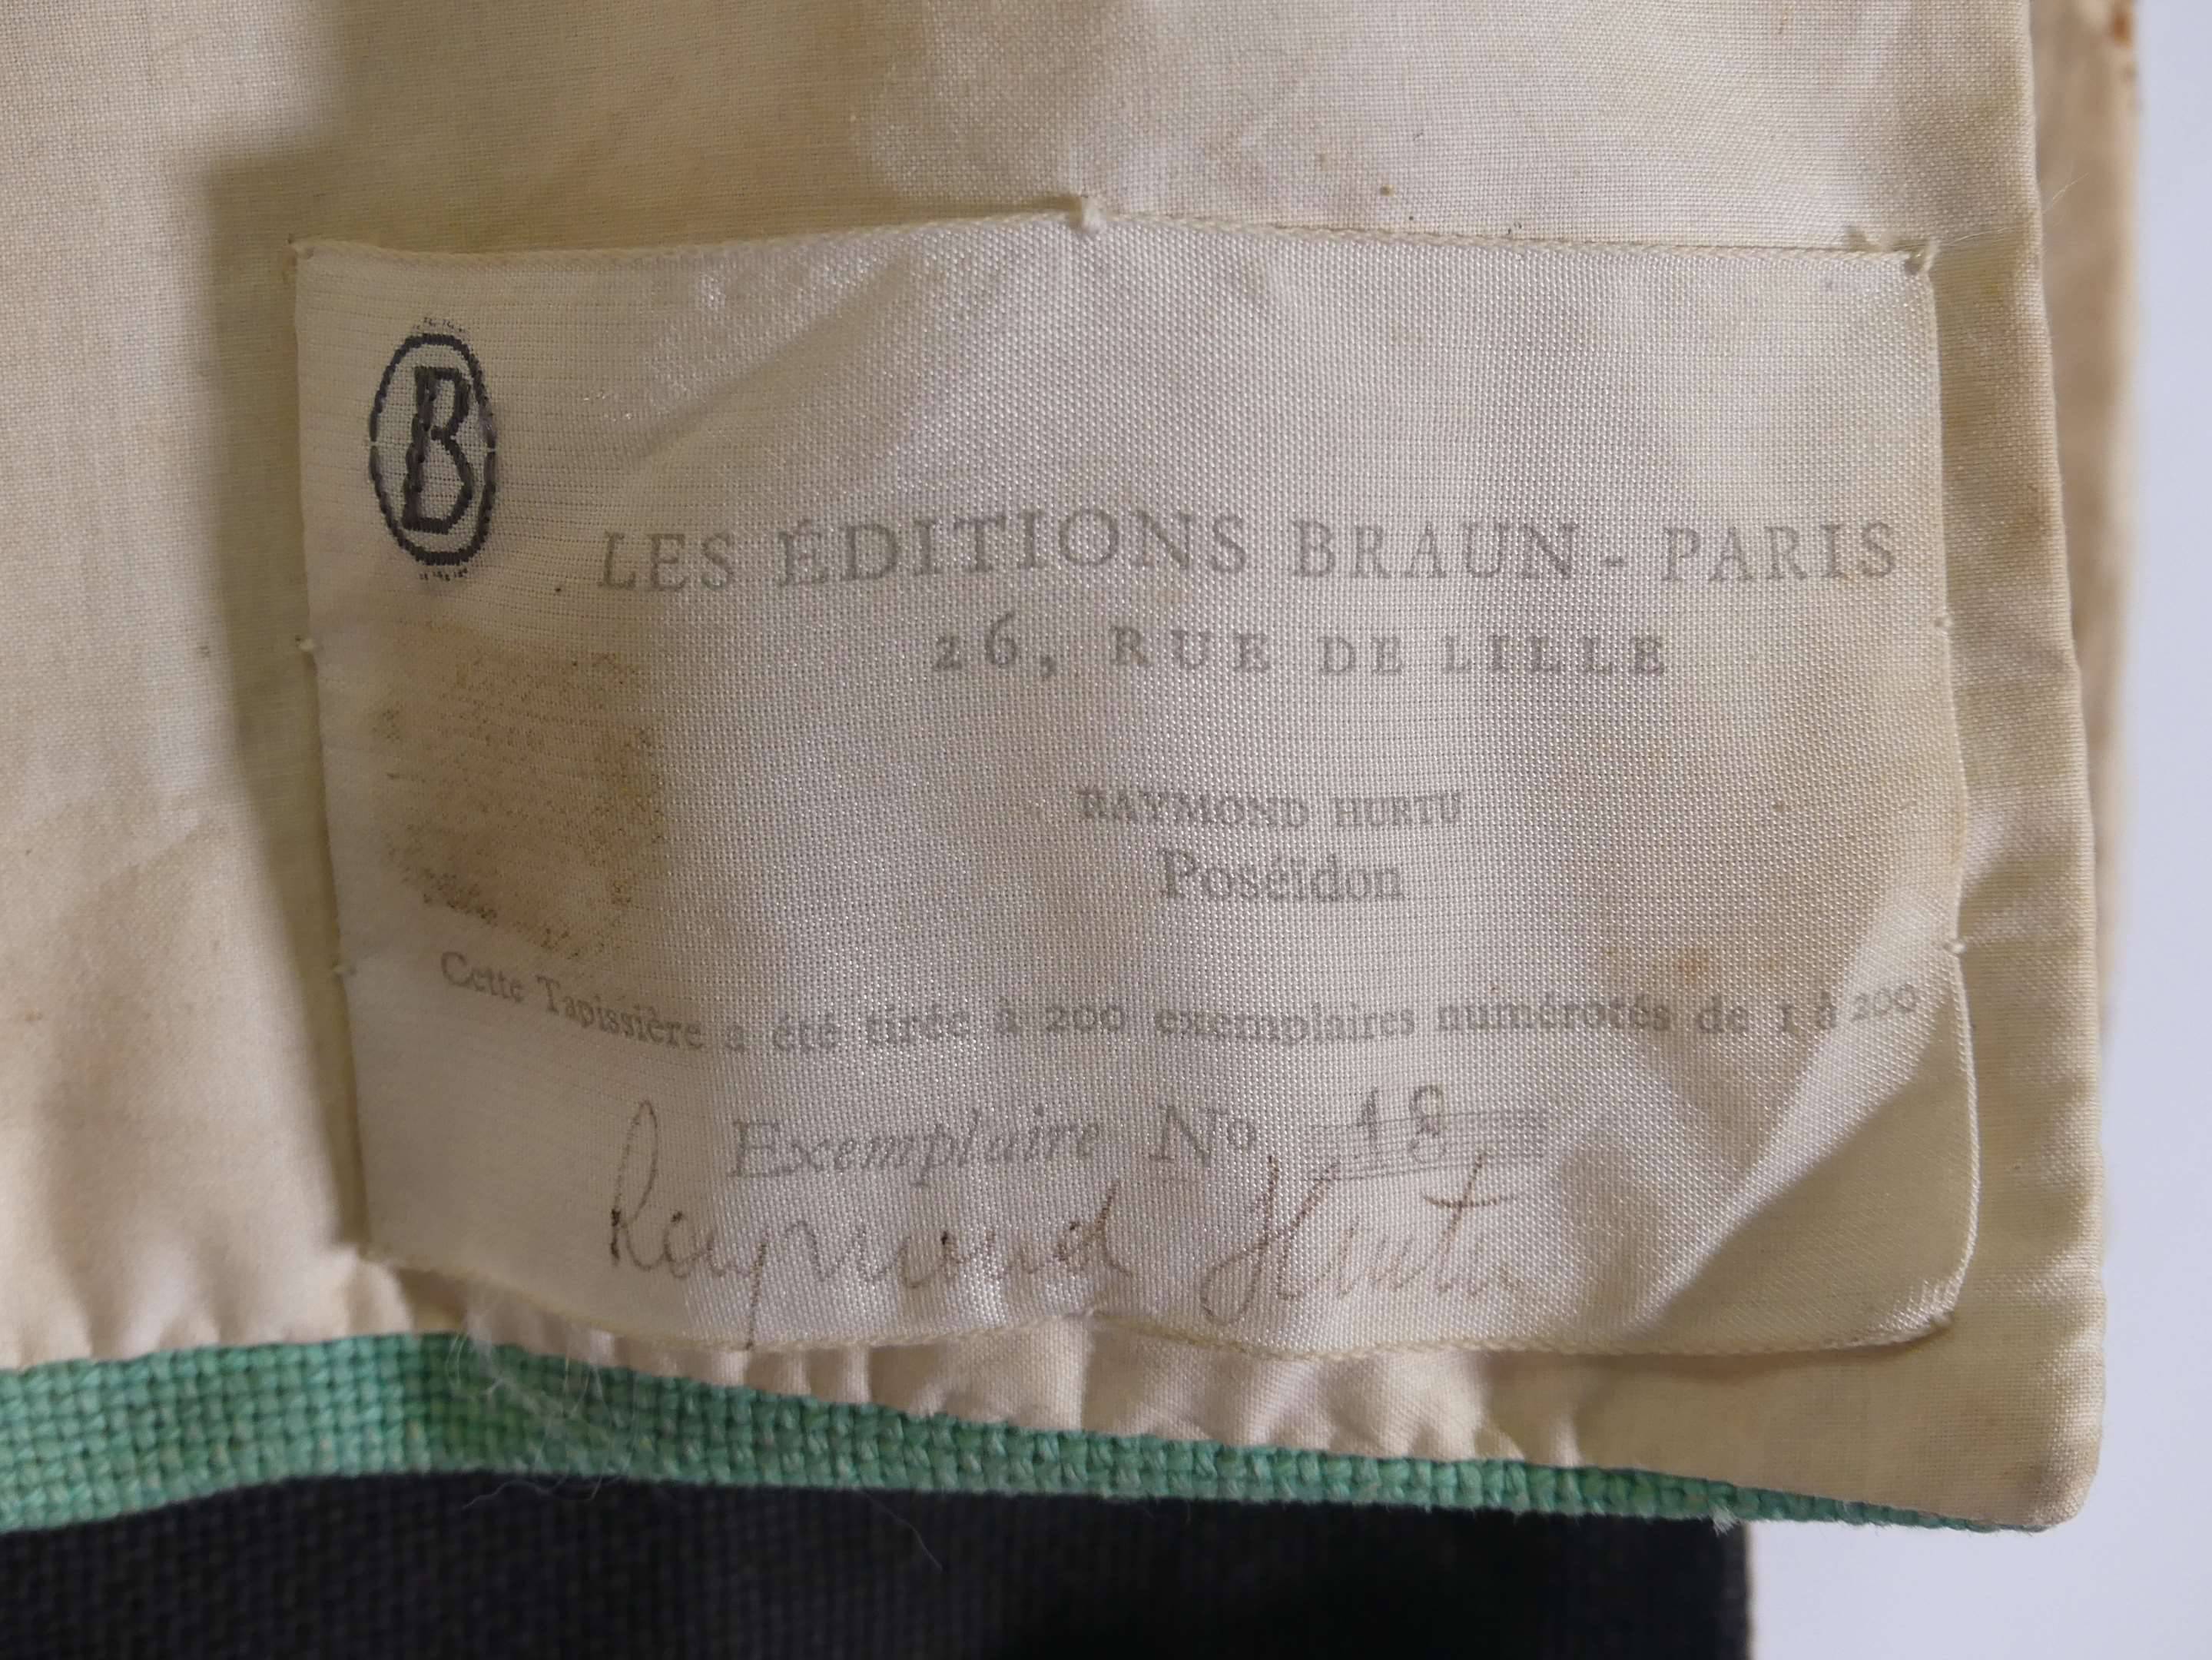 B
LES ÉDITIONS BRAUN - PARIS
26, RUE DE LILLE
RAYMOND HURTU
Poséïdon
Cette Tapissière a été tirée à 200 exemplaires numérotés de 1 à 200
Exemplaire No 18
Raymond Hurtu